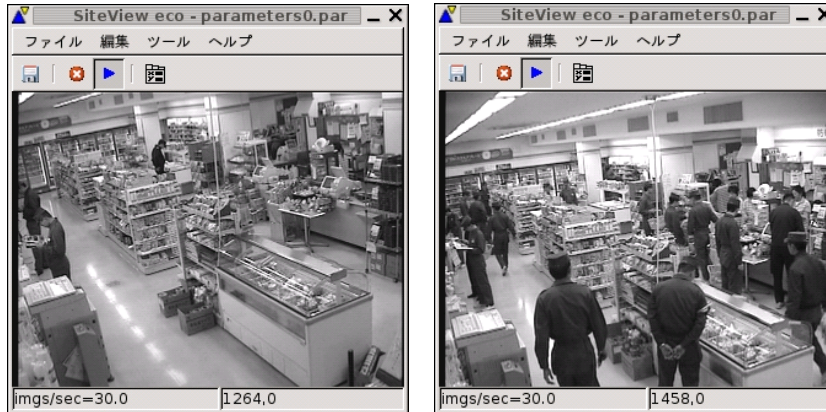 SiteView eco - parameters0.par
ファイル 編集 ツール ヘルプ
imgs/sec=30.0
1264,0
SiteView eco - parameters0.par
ファイル 編集 ツール ヘルプ
imgs/sec=30.0
1458,0